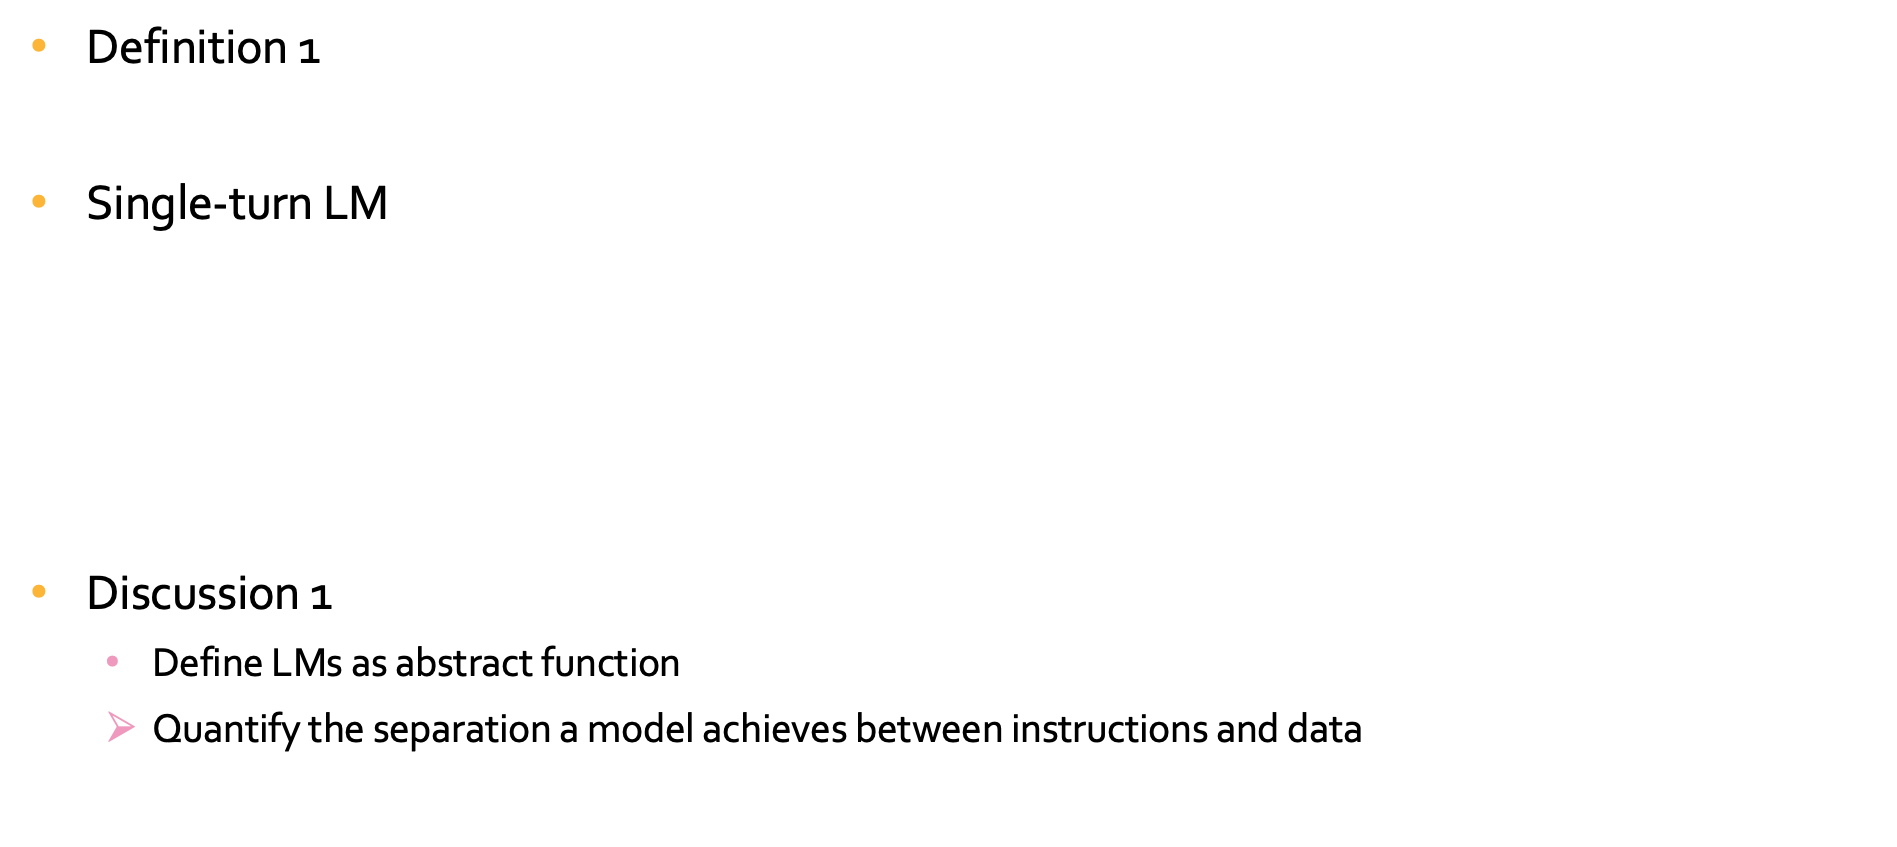 Definition 1
Single-turn LM
Discussion 1
Define LMs as abstract function
Quantify the separation a model achieves between instructions and data